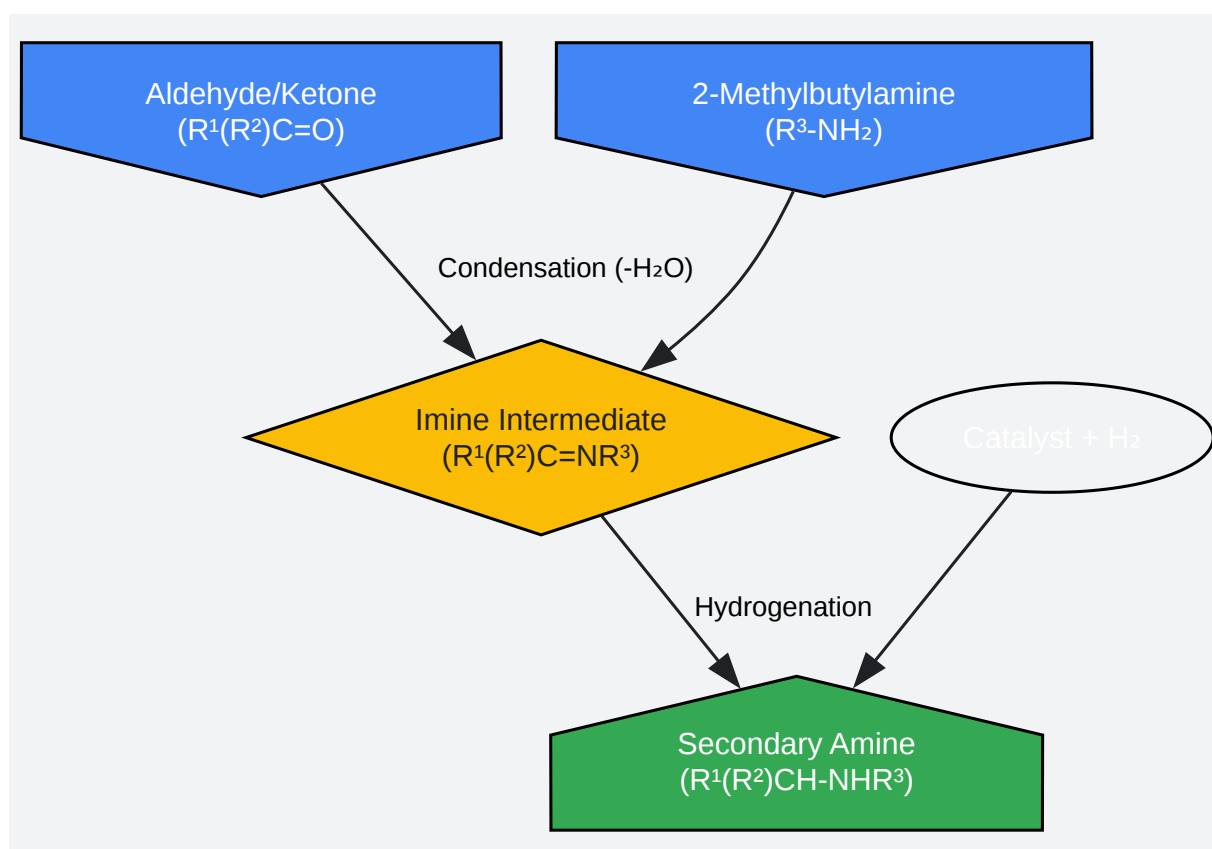 Aldehyde/Ketone
(R¹(R²)C=O)
2-Methylbutylamine
(R³-NH₂)
Condensation (-H₂O)
Imine Intermediate
(R¹(R²)C=NR³)
Catalyst + H₂
Hydrogenation
Secondary Amine
(R¹(R²)CH-NHR³)